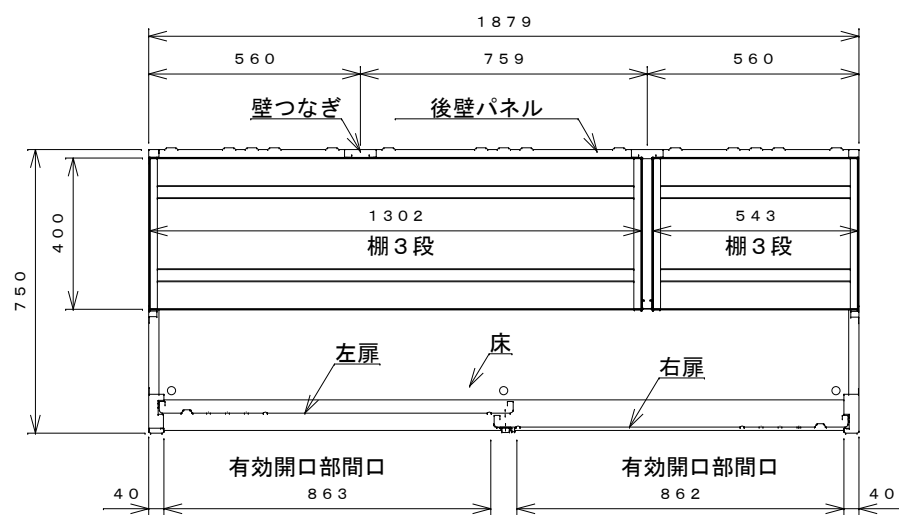 1879
560 759 560
壁つなぎ 後壁パネル
1302 543
400
棚3段 棚3段
750
左扉 床 右扉
有効開口部間口 有効開口部間口
40 863 862 40